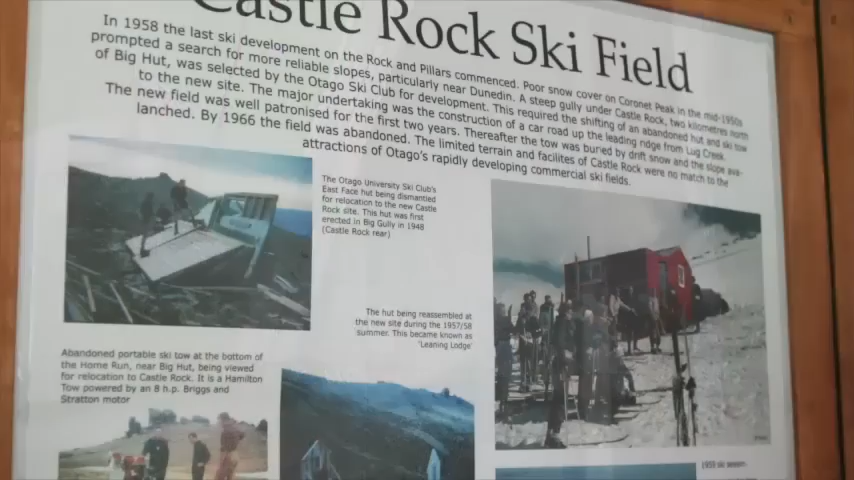 Castle Rock Ski Field
In 1958 the last ski development on the Rock and Pillars commenced. Poor snow cover on Coronet Peak in the mid-1950s
prompted a search for more reliable slopes, particularly near Dunedin. A steep gully under Castle Rock, two kilometres north
of Big Hut, was selected by the Otago Ski Club for development. This required the shifting of an abandoned hut and ski tow
to the new site. The major undertaking was the construction of a car road up the leading ridge from Lug Creek.
The new field was well patronised for the first two years. Thereafter the tow was buried by drift snow and the slope ava-
lanched. By 1966 the field was abandoned. The limited terrain and facilites of Castle Rock were no match to the
attractions of Otago's rapidly developing commercial ski fields.
The Otago University Ski Club's
East Face hut being dismantled
for relocation to the new Castle
Rock site. This hut was first
erected in Big Gully in 1948
(Castle Rock rear)
The hut being reassembled at
the new site during the 1957/58
summer. This became known as
'Leaning Lodge'
Abandoned portable ski tow at the bottom of
the Home Run, near Big Hut, being viewed
for relocation to Castle Rock. It is a Hamilton
Tow powered by an 8 h.p. Briggs and
Stratton motor
1959 ski season